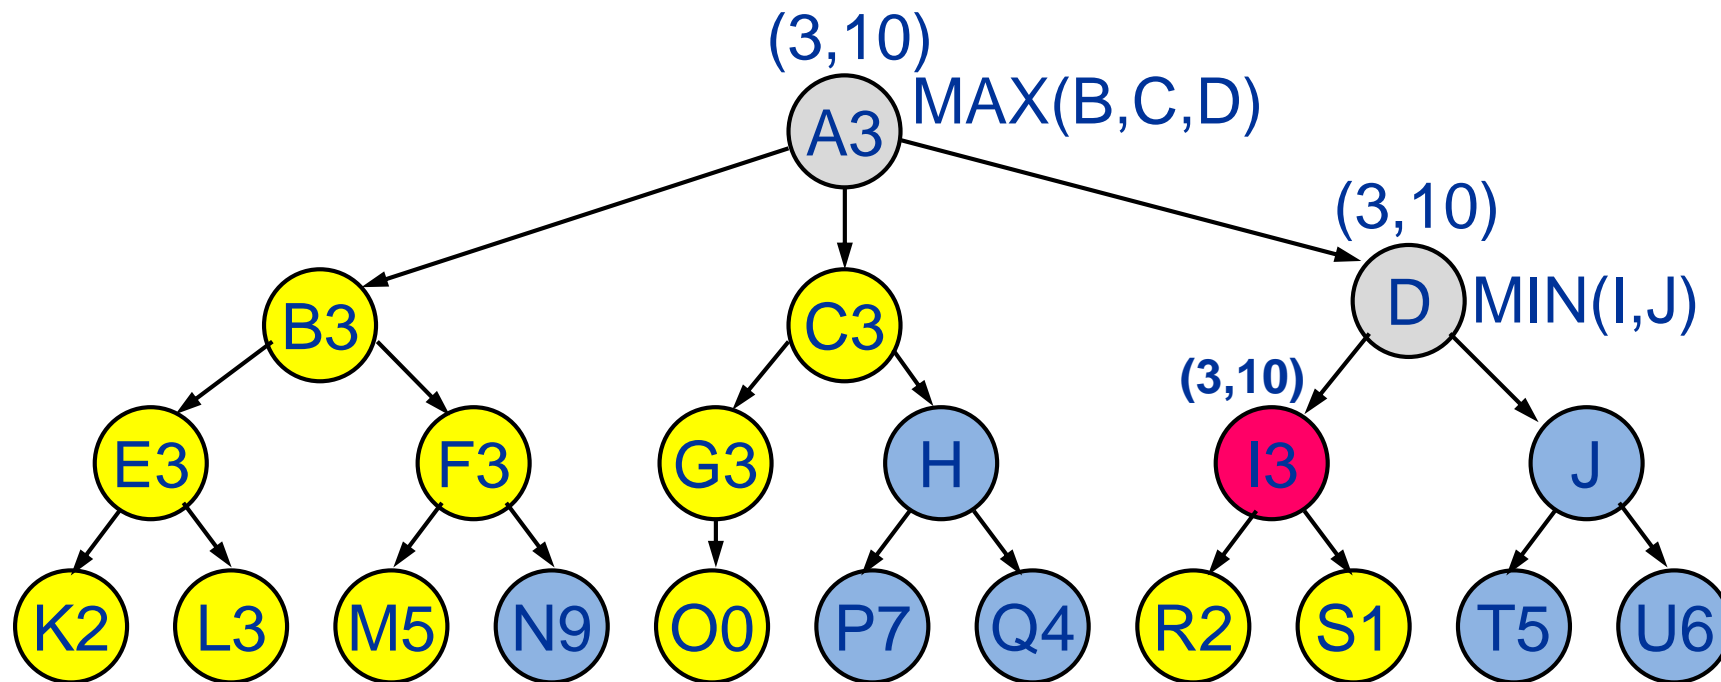 (3,10)
A3 MAX(B,C,D)
(3,10)
B3 C3 D MIN(I,J)
(3,10)
E3 F3 G3 H I3 J
K2 L3 M5 N9 O0 P7 Q4 R2 S1 T5 U6